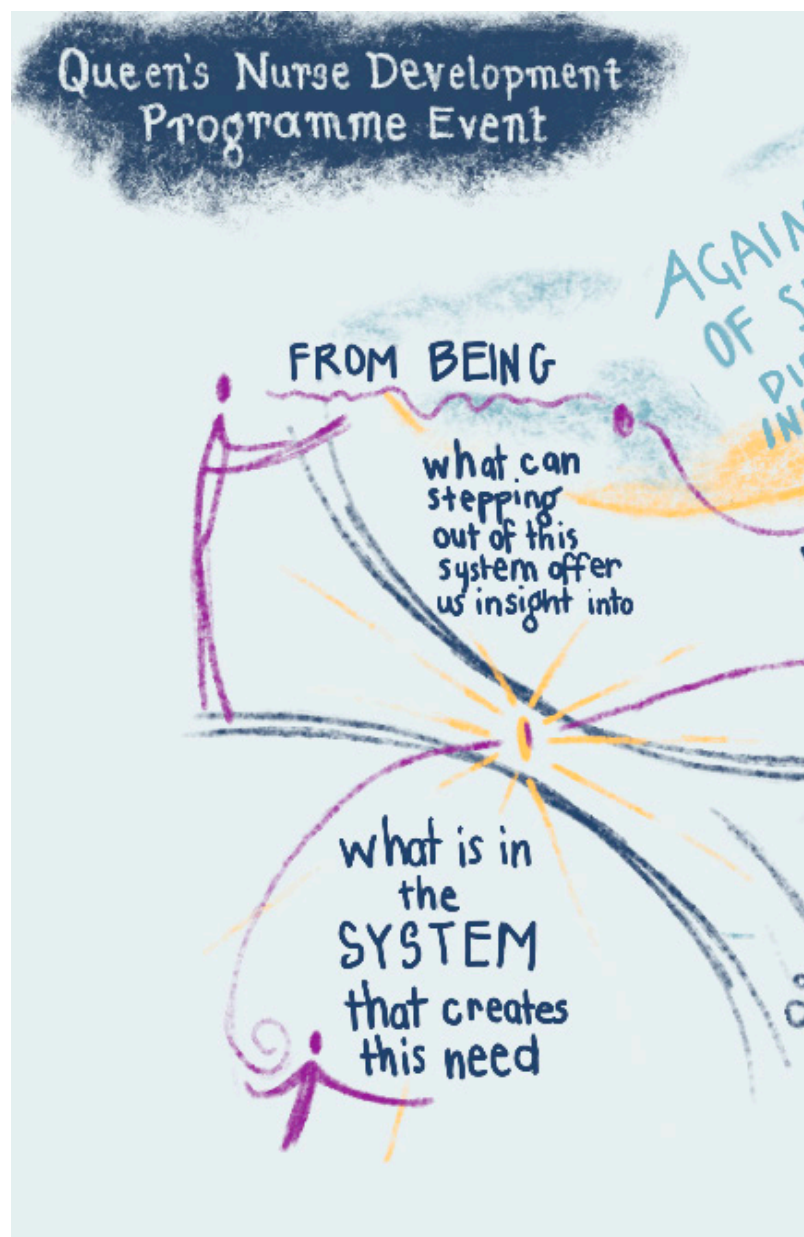 Queen's Nurse Development
Programme Event
FROM BEING
what can
stepping
out of this
system offer
us insight into
what is in
the
SYSTEM
that creates
this need
OF